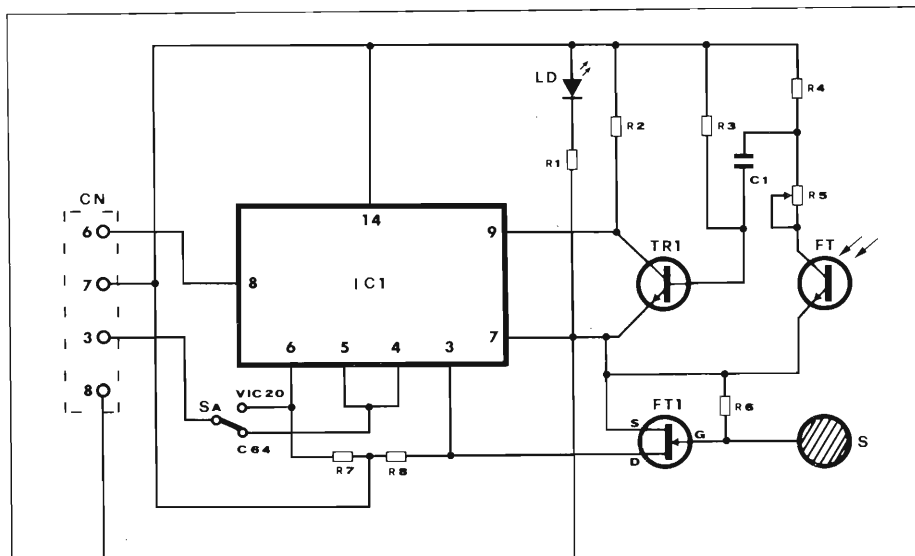 LD
R4
R2
R3
R1
C1
R5
CN
6
14
9
TR1
FT
7
8
IC1
3
7
6
5
4
3
8
SA
VIC20
C64
FT1
S
G
D
R6
S
R7
R8